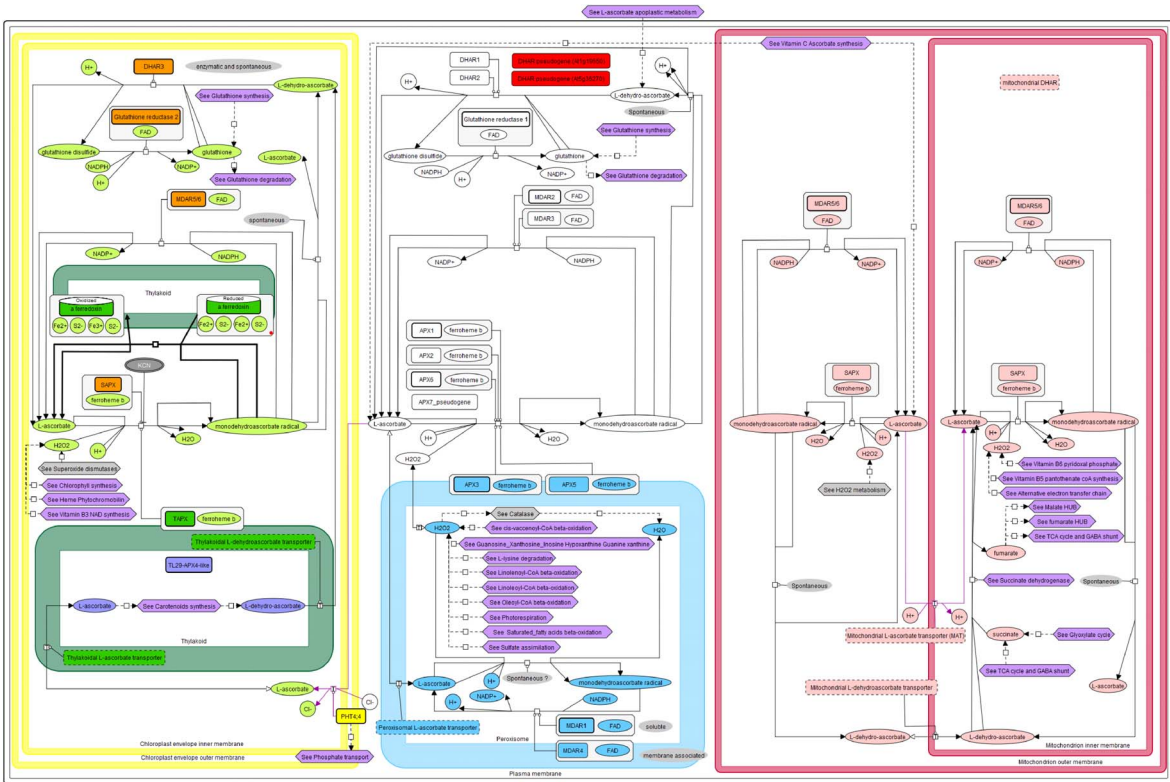 See L-ascorbate apoplastic metabolism
See Vitamin C Ascorbate synthesis
H+
DHAR3
enzymatic and spontaneous
L-dehydro-ascorbate
See Glutathione synthesis
Glutathione reductase 2
FAD
glutathione disulfide
glutathione
NADPH
NADP+
H+
See Glutathione degradation
L-ascorbate
MDAR5/6
FAD
spontaneous
NADP+
NADPH
Thylakoid
Oxidized
a ferredoxin
Fe2+
S2-
Fe3+
S2-
Reduced
a ferredoxin
Fe2+
S2-
Fe2+
S2-
KCN
SAPX
ferroheme b
L-ascorbate
monodehydroascorbate radical
H2O2
H+
H2O
See Superoxide dismutases
See Chlorophyll synthesis
See Heme Phytochromobilin
See Vitamin B3 NAD synthesis
TAPX
ferroheme b
Thylakoidal L-dehydroascorbate transporter
TL29-APX4-like
L-ascorbate
See Carotenoids synthesis
L-dehydro-ascorbate
Thylakoid
Thylakoidal L-ascorbate transporter
L-ascorbate
Cl-
Cl-
PHT4;4
Chloroplast envelope inner membrane
Chloroplast envelope outer membrane
See Phosphate transport
DHAR1
DHAR2
H+
H+
L-dehydro-ascorbate
Spontaneous
Glutathione reductase 1
FAD
See Glutathione synthesis
glutathione disulfide
glutathione
NADPH
H+
NADP+
See Glutathione degradation
MDAR2
FAD
MDAR3
FAD
NADP+
NADPH
APX1
ferroheme b
APX2
ferroheme b
APX6
ferroheme b
APX7_pseudogene
L-ascorbate
monodehydroascorbate radical
H+
H2O
H2O2
APX3
ferroheme b
APX5
ferroheme b
See Catalase
H2O2
H2O
See cis-vaccenoyl-CoA beta-oxidation
See Guanosine_Xanthosine_Inosine Hypoxanthine Guanine xanthine
See L-lysine degradation
See Linolenoyl-CoA beta-oxidation
See Linoleoyl-CoA beta-oxidation
See Oleoyl-CoA beta-oxidation
See Photorespiration
See Saturated_fatty acids beta-oxidation
See Sulfate assimilation
Spontaneous ?
L-ascorbate
H+
monodehydroascorbate radical
H+
NADP+
NADPH
Peroxisomal L-ascorbate transporter
MDAR1
FAD
soluble
Peroxisome
MDAR4
FAD
membrane associated
Plasma membrane
MDAR5/6
FAD
NADPH
NADP+
SAPX
ferroheme b
monodehydroascorbate radical
L-ascorbate
H2O
H+
H2O2
See H2O2 metabolism
Spontaneous
H+
H+
Mitochondrial L-ascorbate transporter (MAT)
Mitochondrial L-dehydroascorbate transporter
L-dehydro-ascorbate
mitochondrial DHAR
MDAR5/6
FAD
NADP+
NADPH
SAPX
ferroheme b
L-ascorbate
monodehydroascorbate radical
H+
H2O2
H2O
See Vitamin B6 pyridoxal phosphate
See Vitamin B5 pantothenate coA synthesis
See Alternative electron transfer chain
See Malate HUB
See fumarate HUB
See TCA cycle and GABA shunt
fumarate
See Succinate dehydrogenase
Spontaneous
succinate
See Glyoxylate cycle
See TCA cycle and GABA shunt
L-ascorbate
L-dehydro-ascorbate
Mitochondrion inner membrane
Mitochondrion outer membrane